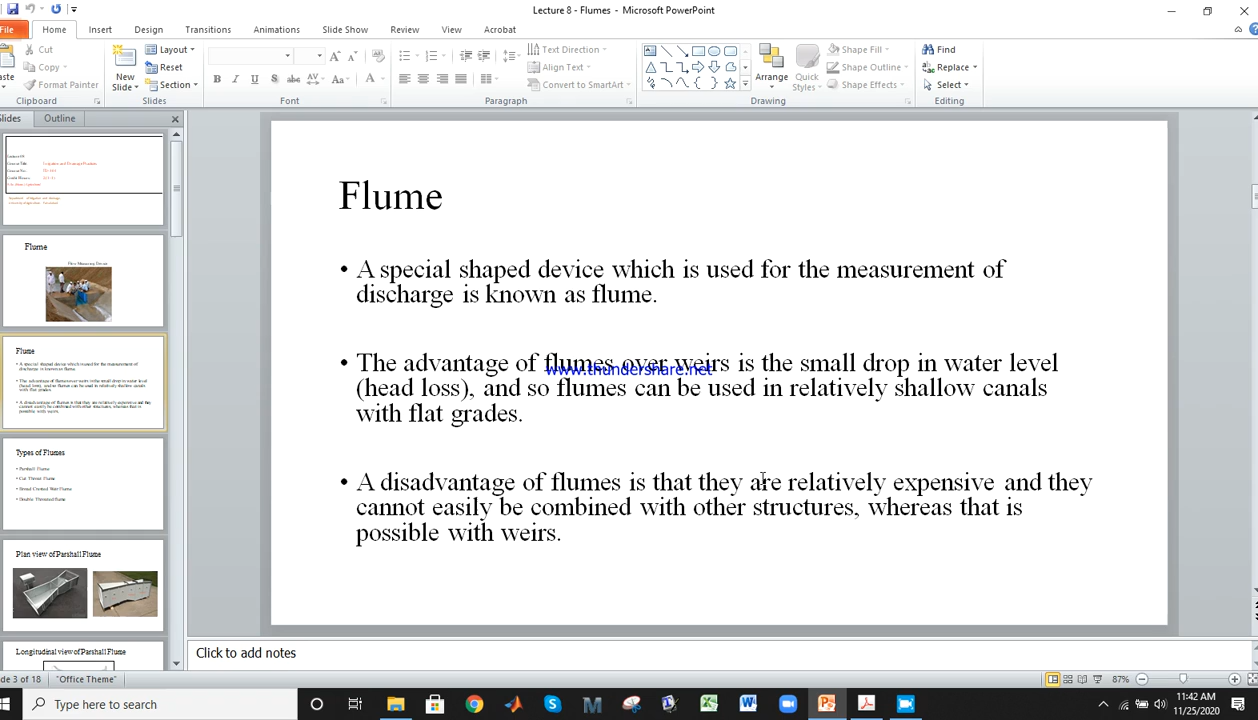 Lecture 8 - Flumes - Microsoft PowerPoint
File Home Insert Design Transitions Animations Slide Show Review View Acrobat
Cut
Copy
Format Painter
Clipboard
New Slide
Layout
Reset
Section
Slides
Font
Text Direction
Align Text
Convert to SmartArt
Paragraph
Arrange
Quick Styles
Shape Fill
Shape Outline
Shape Effects
Drawing
Find
Replace
Select
Editing
Slides Outline
Flume
Flume
Types of Flumes
Parshall Flume
Cut Throat Flume
Plan view of Parshall Flume
Longitudinal view of Parshall Flume
Flume
• A special shaped device which is used for the measurement of
discharge is known as flume.
• The advantage of flumes over weirs is the small drop in water level
www.thundershare.net
(head loss), and so flumes can be used in relatively shallow canals
with flat grades.
• A disadvantage of flumes is that they are relatively expensive and they
cannot easily be combined with other structures, whereas that is
possible with weirs.
Click to add notes
de 3 of 18 "Office Theme" 87%
Type here to search
11:42 AM
11/25/2020